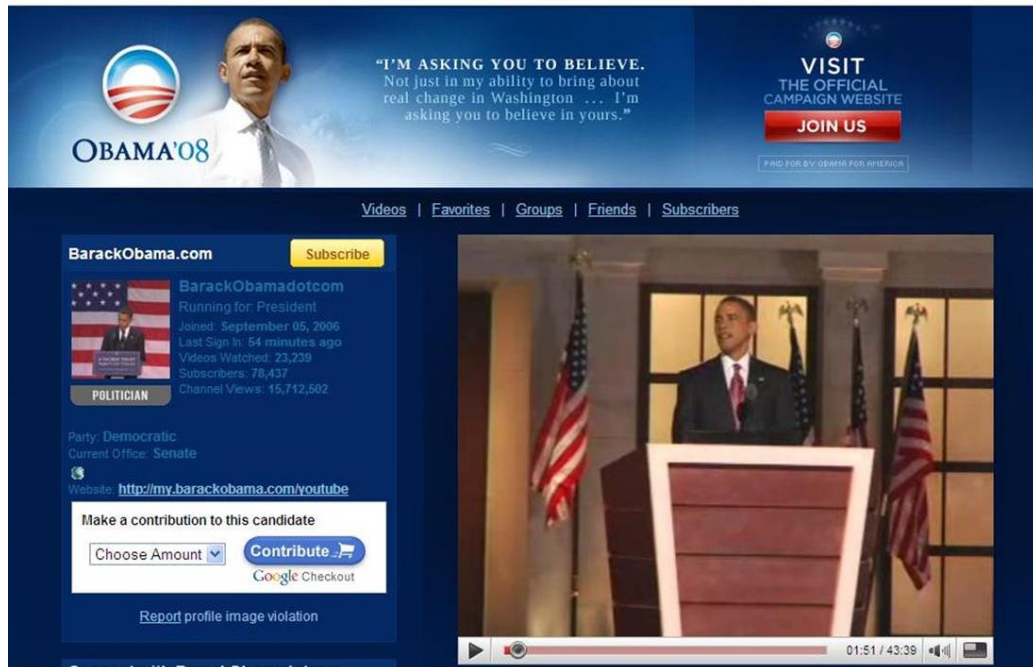 “I'M ASKING YOU TO BELIEVE.
Not just in my ability to bring about
real change in Washington ... I'm
asking you to believe in yours.”
OBAMA'08
VISIT
THE OFFICIAL
CAMPAIGN WEBSITE
JOIN US
PAID FOR BY OBAMA FOR AMERICA
Videos | Favorites | Groups | Friends | Subscribers
BarackObama.com
Subscribe
BarackObamadotcom
Running for: President
Joined: September 05, 2006
Last Sign In: 54 minutes ago
Videos Watched: 23,239
Subscribers: 78,437
Channel Views: 15,712,502
POLITICIAN
Party: Democratic
Current Office: Senate
Website: http://my.barackobama.com/youtube
Make a contribution to this candidate
Choose Amount
Contribute
Google Checkout
Report profile image violation
01:51 / 43:39